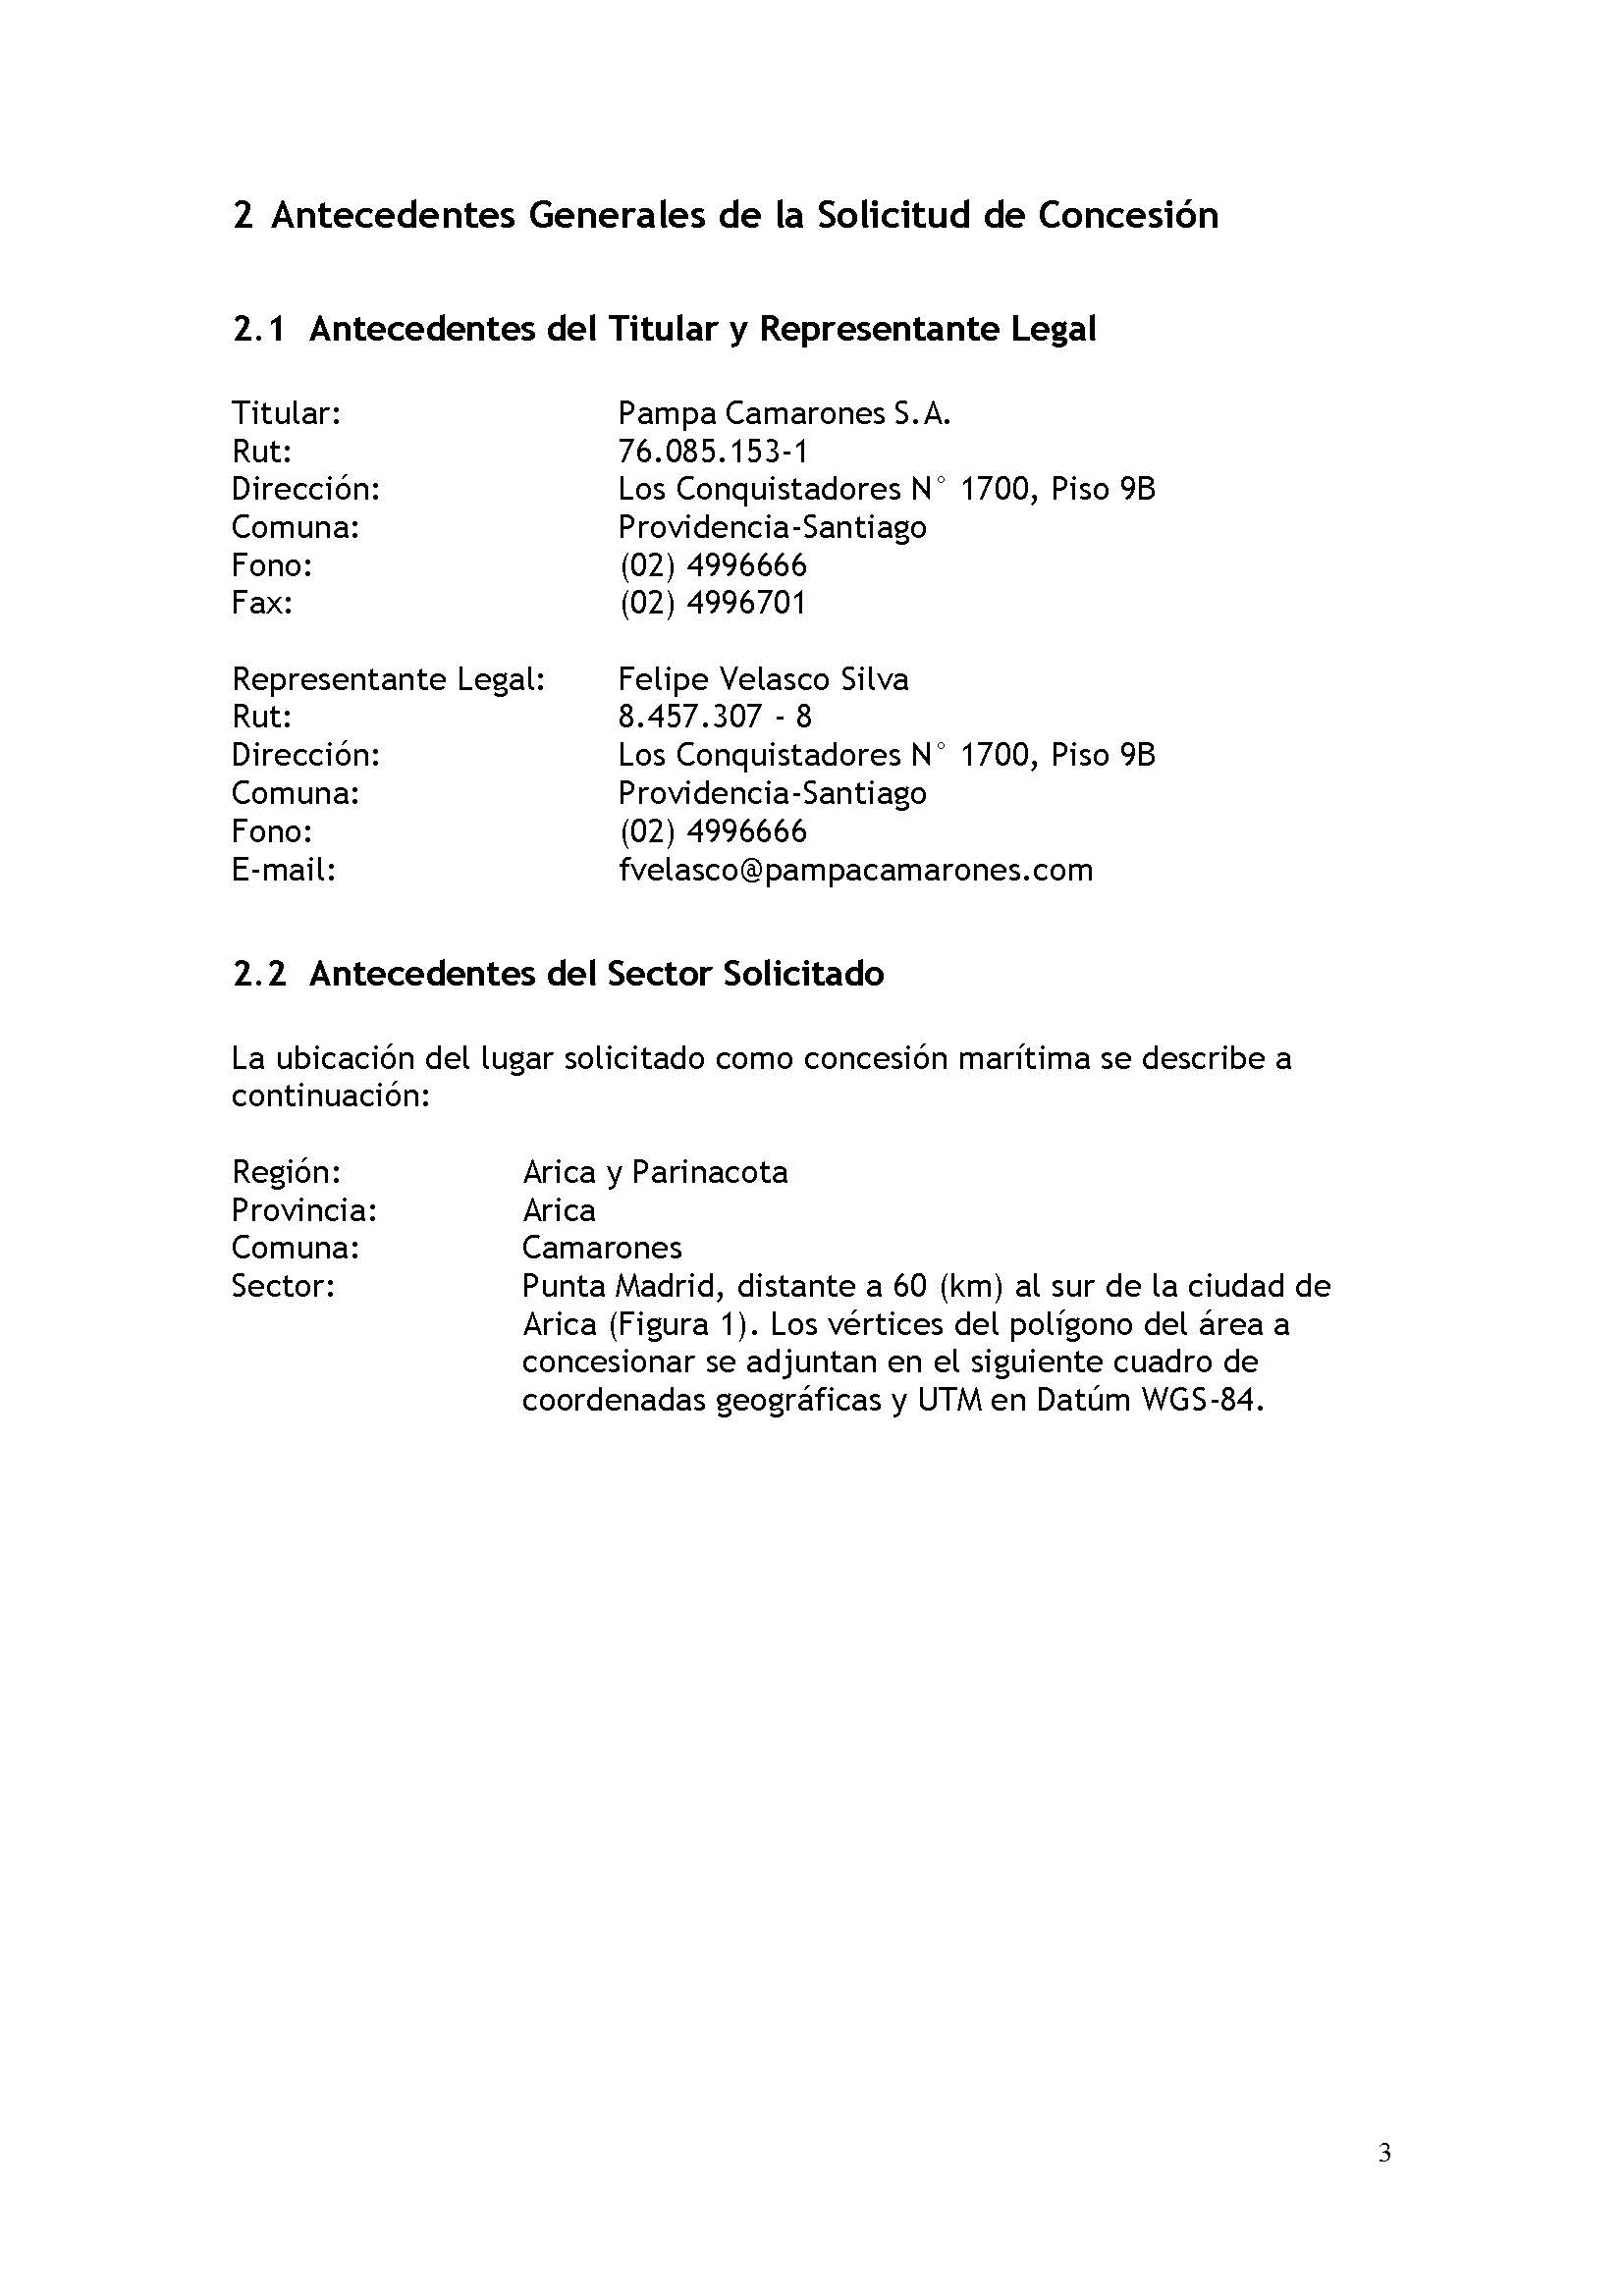 2 Antecedentes Generales de la Solicitud de Concesión
2.1 Antecedentes del Titular y Representante Legal
Titular: Pampa Camarones S.A.
Rut: 76.085.153-1
Dirección: Los Conquistadores N° 1700, Piso 9B
Comuna: Providencia-Santiago
Fono: (02) 4996666
Fax: (02) 4996701
Representante Legal: Felipe Velasco Silva
Rut: 8.457.307 - 8
Dirección: Los Conquistadores N° 1700, Piso 9B
Comuna: Providencia-Santiago
Fono: (02) 4996666
E-mail: fvelasco@pampacamarones.com
2.2 Antecedentes del Sector Solicitado
La ubicación del lugar solicitado como concesión marítima se describe a
continuación:
Región: Arica y Parinacota
Provincia: Arica
Comuna: Camarones
Sector: Punta Madrid, distante a 60 (km) al sur de la ciudad de
Arica (Figura 1). Los vértices del polígono del área a
concesionar se adjuntan en el siguiente cuadro de
coordenadas geográficas y UTM en Datúm WGS-84.
3